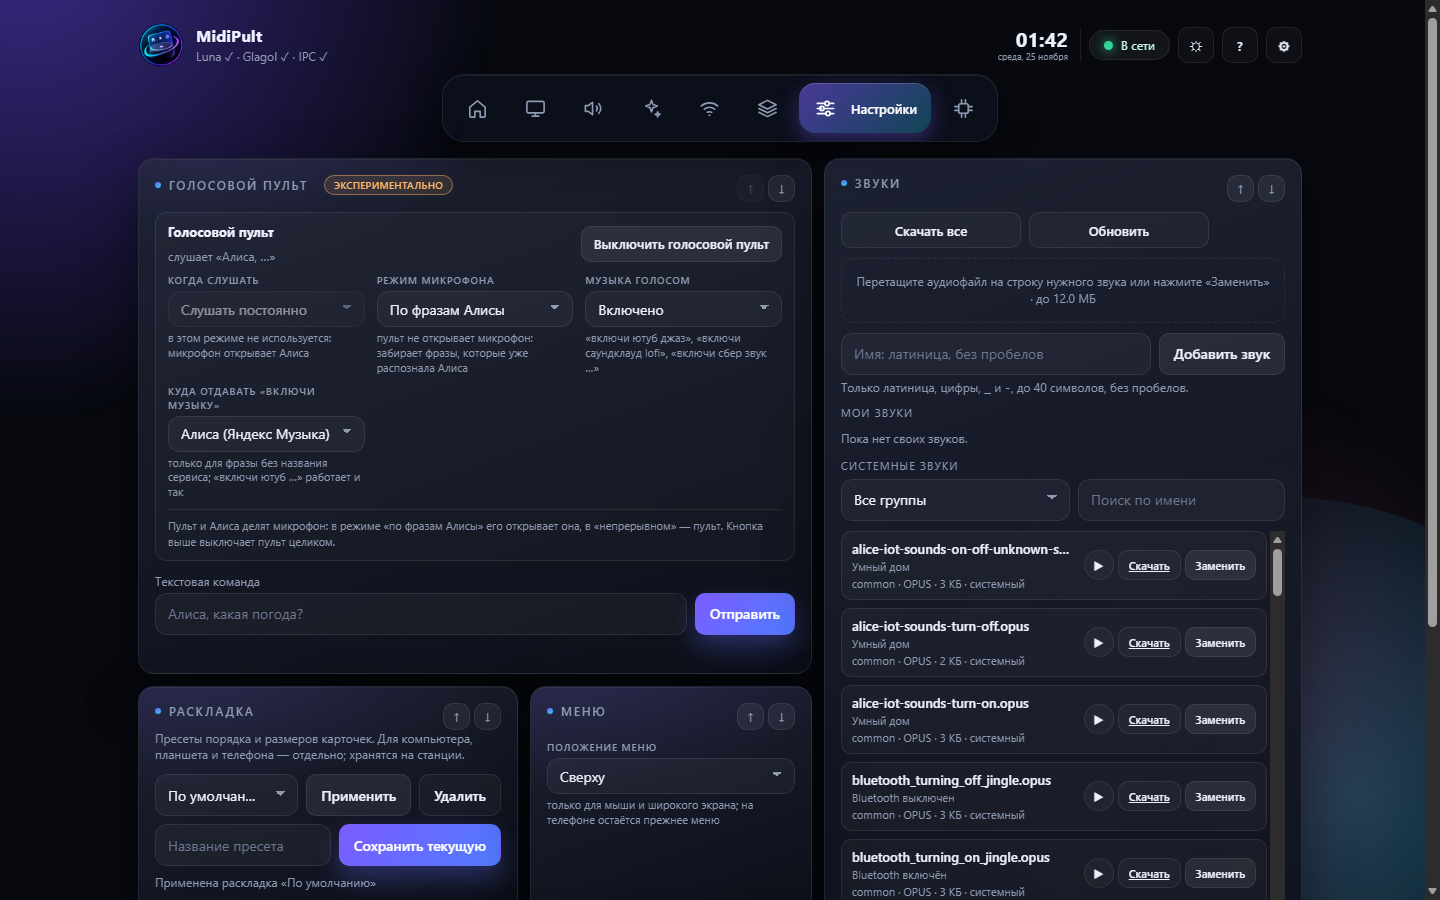 MidiPult
Luna ✓ · Glagol ✓ · IPC ✓
01:42
среда, 25 ноября
В сети
?
Настройки
ГОЛОСОВОЙ ПУЛЬТ
ЭКСПЕРИМЕНТАЛЬНО
↑ ↓
Голосовой пульт
слушает «Алиса, ...»
Выключить голосовой пульт
КОГДА СЛУШАТЬ
Слушать постоянно
в этом режиме не используется:
микрофон открывает Алиса
РЕЖИМ МИКРОФОНА
По фразам Алисы
пульт не открывает микрофон:
забирает фразы, которые уже
распознала Алиса
МУЗЫКА ГОЛОСОМ
Включено
«включи ютуб джаз», «включи
саундклауд lofi», «включи сбер звук
...»
КУДА ОТДАВАТЬ «ВКЛЮЧИ
МУЗЫКУ»
Алиса (Яндекс Музыка)
только для фразы без названия
сервиса; «включи ютуб ...» работает и
так
Пульт и Алиса делят микрофон: в режиме «по фразам Алисы» его открывает она, в «непрерывном» — пульт. Кнопка
выше выключает пульт целиком.
Текстовая команда
Алиса, какая погода?
Отправить
РАСКЛАДКА
↑ ↓
Пресеты порядка и размеров карточек. Для компьютера,
планшета и телефона — отдельно; хранятся на станции.
По умолчан...
Применить
Удалить
Название пресета
Сохранить текущую
Применена раскладка «По умолчанию»
МЕНЮ
↑ ↓
ПОЛОЖЕНИЕ МЕНЮ
Сверху
только для мыши и широкого экрана; на
телефоне остаётся прежнее меню
ЗВУКИ
↑ ↓
Скачать все
Обновить
Перетащите аудиофайл на строку нужного звука или нажмите «Заменить»
· до 12.0 МБ
Имя: латиница, без пробелов
Добавить звук
Только латиница, цифры, _ и -, до 40 символов, без пробелов.
МОИ ЗВУКИ
Пока нет своих звуков.
СИСТЕМНЫЕ ЗВУКИ
Все группы
Поиск по имени
alice-iot-sounds-on-off-unknown-s...
Умный дом
common · OPUS · 3 КБ · системный
Скачать
Заменить
alice-iot-sounds-turn-off.opus
Умный дом
common · OPUS · 2 КБ · системный
Скачать
Заменить
alice-iot-sounds-turn-on.opus
Умный дом
common · OPUS · 3 КБ · системный
Скачать
Заменить
bluetooth_turning_off_jingle.opus
Bluetooth выключен
common · OPUS · 3 КБ · системный
Скачать
Заменить
bluetooth_turning_on_jingle.opus
Bluetooth включён
common · OPUS · 3 КБ · системный
Скачать
Заменить